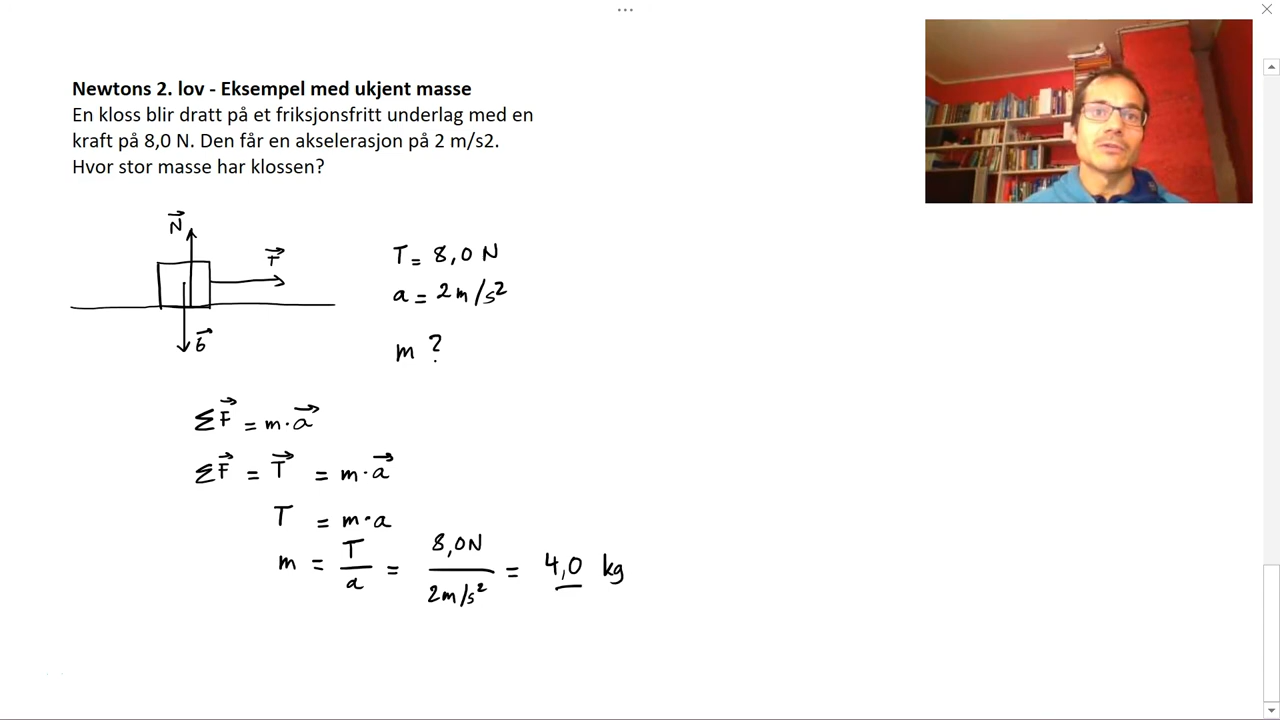 Newtons 2. lov - Eksempel med ukjent masse
En kloss blir dratt på et friksjonsfritt underlag med en
kraft på 8,0 N. Den får en akselerasjon på 2 m/s2.
Hvor stor masse har klossen?
N⃗
T⃗
G⃗
T = 8,0 N
a = 2 m/s²
m ?
ΣF⃗ = m·a⃗
ΣF⃗ = T⃗ = m·a⃗
T = m·a
m = T/a = 8,0N/2m/s² = 4,0 kg